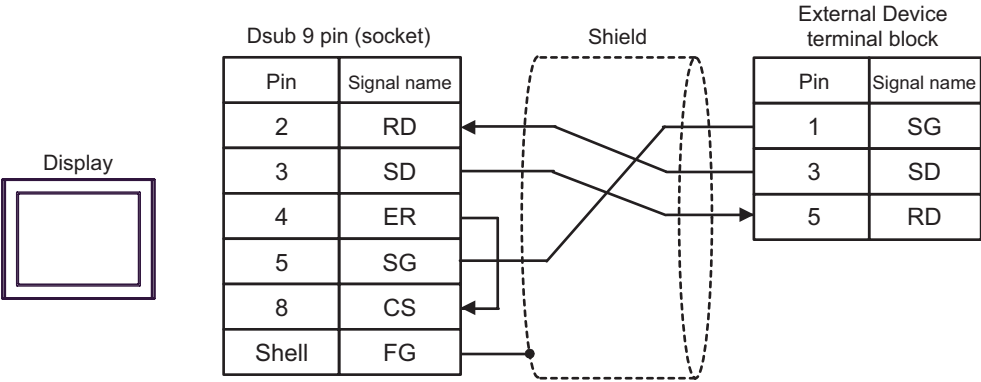 External Device
terminal block
Dsub 9 pin (socket)
Shield
Pin Signal name
Pin Signal name
2 RD
1 SG
3 SD
3 SD
Display
4 ER
5 RD
5 SG
8 CS
Shell FG